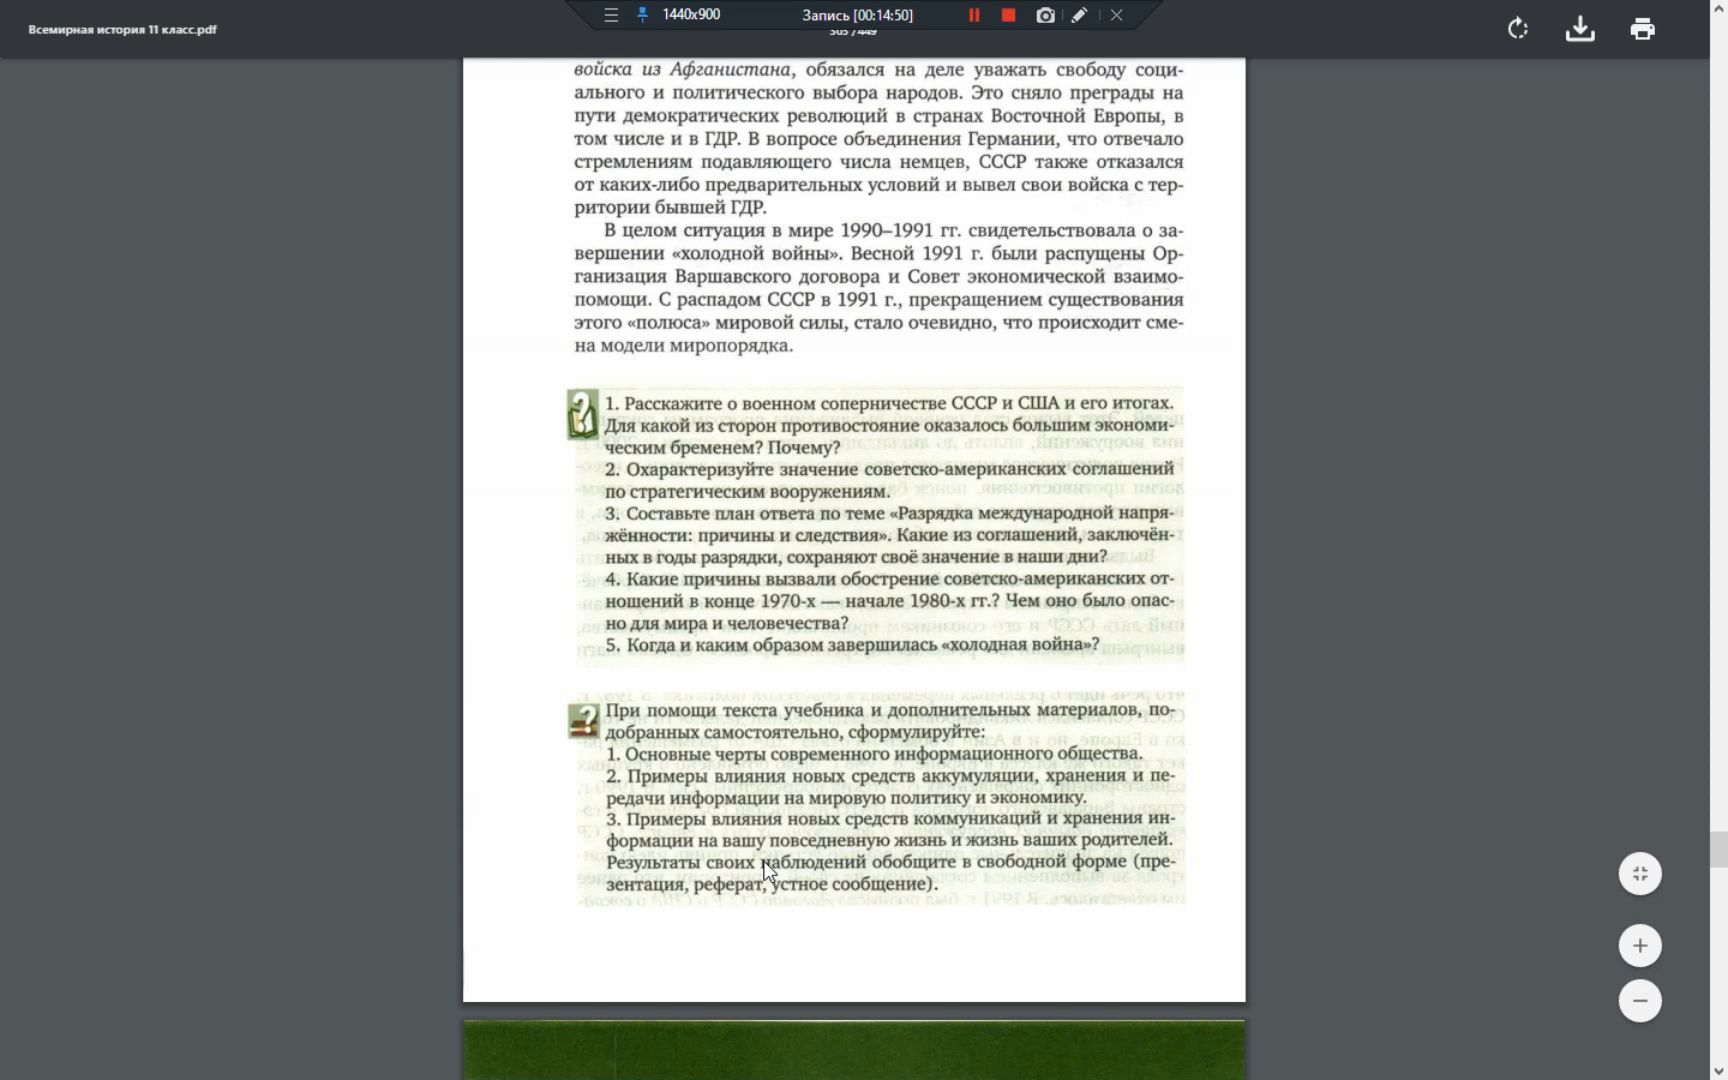 1440x900
Запись [00:14:50]
Всемирная история 11 класс.pdf
войска из Афганистана, обязался на деле уважать свободу соци-
ального и политического выбора народов. Это сняло преграды на
пути демократических революций в странах Восточной Европы, в
том числе и в ГДР. В вопросе объединения Германии, что отвечало
стремлениям подавляющего числа немцев, СССР также отказался
от каких-либо предварительных условий и вывел свои войска с тер-
ритории бывшей ГДР.
В целом ситуация в мире 1990–1991 гг. свидетельствовала о за-
вершении «холодной войны». Весной 1991 г. были распущены Ор-
ганизация Варшавского договора и Совет экономической взаимо-
помощи. С распадом СССР в 1991 г., прекращением существования
этого «полюса» мировой силы, стало очевидно, что происходит сме-
на модели миропорядка.
1. Расскажите о военном соперничестве СССР и США и его итогах.
Для какой из сторон противостояние оказалось большим экономи-
ческим бременем? Почему?
2. Охарактеризуйте значение советско-американских соглашений
по стратегическим вооружениям.
3. Составьте план ответа по теме «Разрядка международной напря-
жённости: причины и следствия». Какие из соглашений, заключён-
ных в годы разрядки, сохраняют своё значение в наши дни?
4. Какие причины вызвали обострение советско-американских от-
ношений в конце 1970-х — начале 1980-х гг.? Чем оно было опас-
но для мира и человечества?
5. Когда и каким образом завершилась «холодная война»?
При помощи текста учебника и дополнительных материалов, по-
добранных самостоятельно, сформулируйте:
1. Основные черты современного информационного общества.
2. Примеры влияния новых средств аккумуляции, хранения и пе-
редачи информации на мировую политику и экономику.
3. Примеры влияния новых средств коммуникаций и хранения ин-
формации на вашу повседневную жизнь и жизнь ваших родителей.
Результаты своих наблюдений обобщите в свободной форме (пре-
зентация, реферат, устное сообщение).